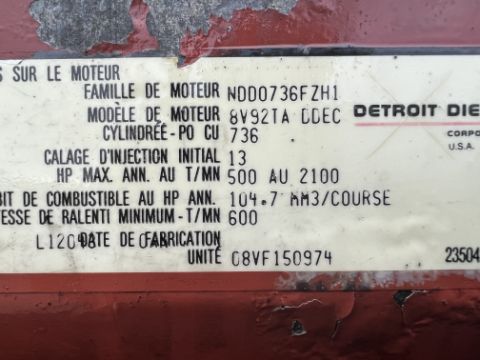 S SUR LE MOTEUR
FAMILLE DE MOTEUR NDD0736FZH1
MODÈLE DE MOTEUR 8V92TA DDEC
CYLINDRÉE-PO CU 736
DETROIT DIE
CORPO
U.S.A.
CALAGE D'INJECTION INITIAL 13
HP MAX. ANN. AU T/MN 500 AU 2100
BIT DE COMBUSTIBLE AU HP ANN. 104.7 MM3/COURSE
TESSE DE RALENTI MINIMUM-T/MN 600
DATE DE FABRICATION
UNITÉ 08VF150974
23504